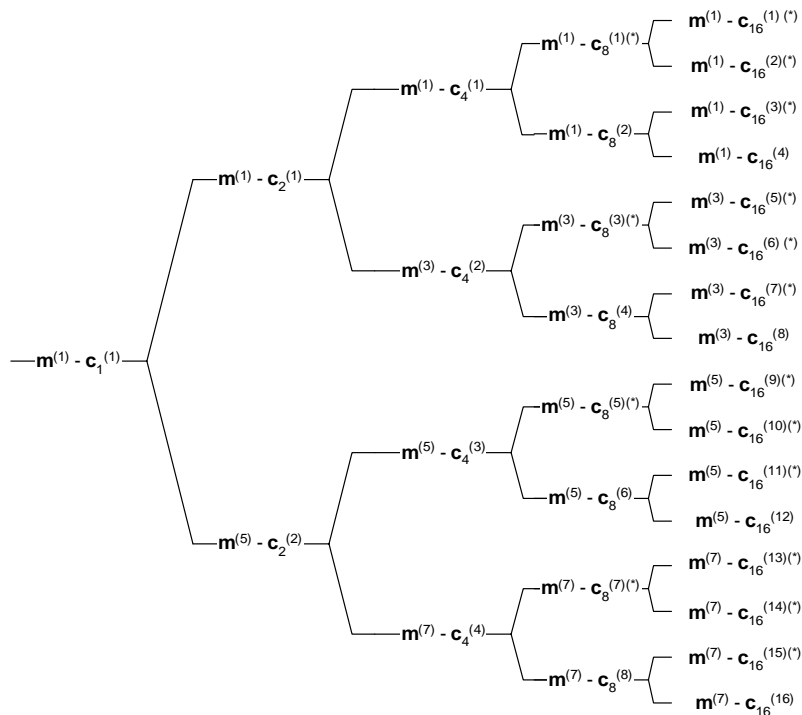 m(1) - c16(1) (*)
m(1) - c8(1)(*)
m(1) - c16(2)(*)
m(1) - c4(1)
m(1) - c16(3)(*)
m(1) - c8(2)
m(1) - c16(4)
m(1) - c2(1)
m(3) - c16(5)(*)
m(3) - c8(3)(*)
m(3) - c16(6) (*)
m(3) - c4(2)
m(3) - c16(7)(*)
m(3) - c8(4)
m(3) - c16(8)
m(1) - c1(1)
m(5) - c16(9)(*)
m(5) - c8(5)(*)
m(5) - c16(10)(*)
m(5) - c4(3)
m(5) - c16(11)(*)
m(5) - c8(6)
m(5) - c16(12)
m(5) - c2(2)
m(7) - c16(13)(*)
m(7) - c8(7)(*)
m(7) - c16(14)(*)
m(7) - c4(4)
m(7) - c16(15)(*)
m(7) - c8(8)
m(7) - c16(16)